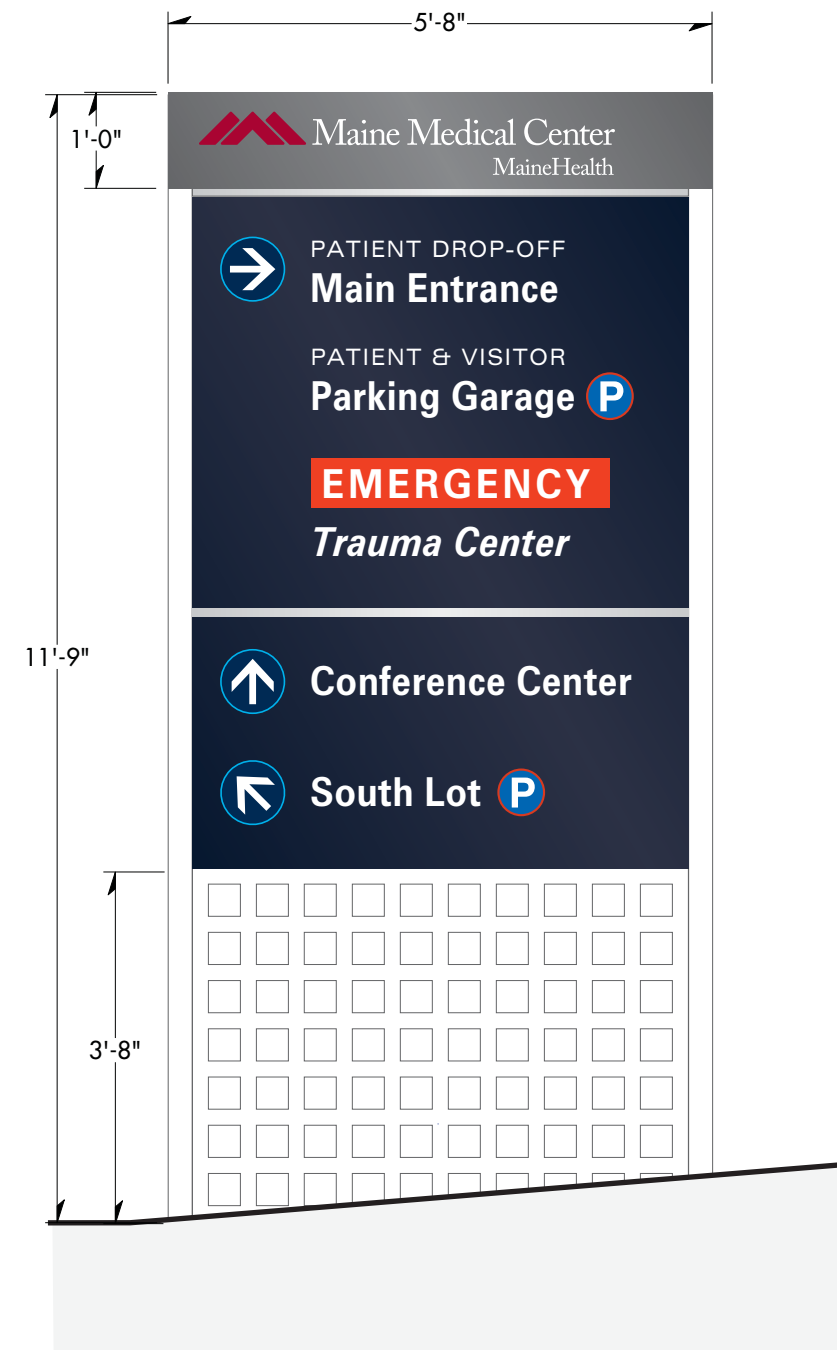 5'-8"
1'-0"
Maine Medical Center
MaineHealth
PATIENT DROP-OFF
Main Entrance
PATIENT & VISITOR
Parking Garage P
EMERGENCY
Trauma Center
11'-9"
Conference Center
South Lot P
3'-8"